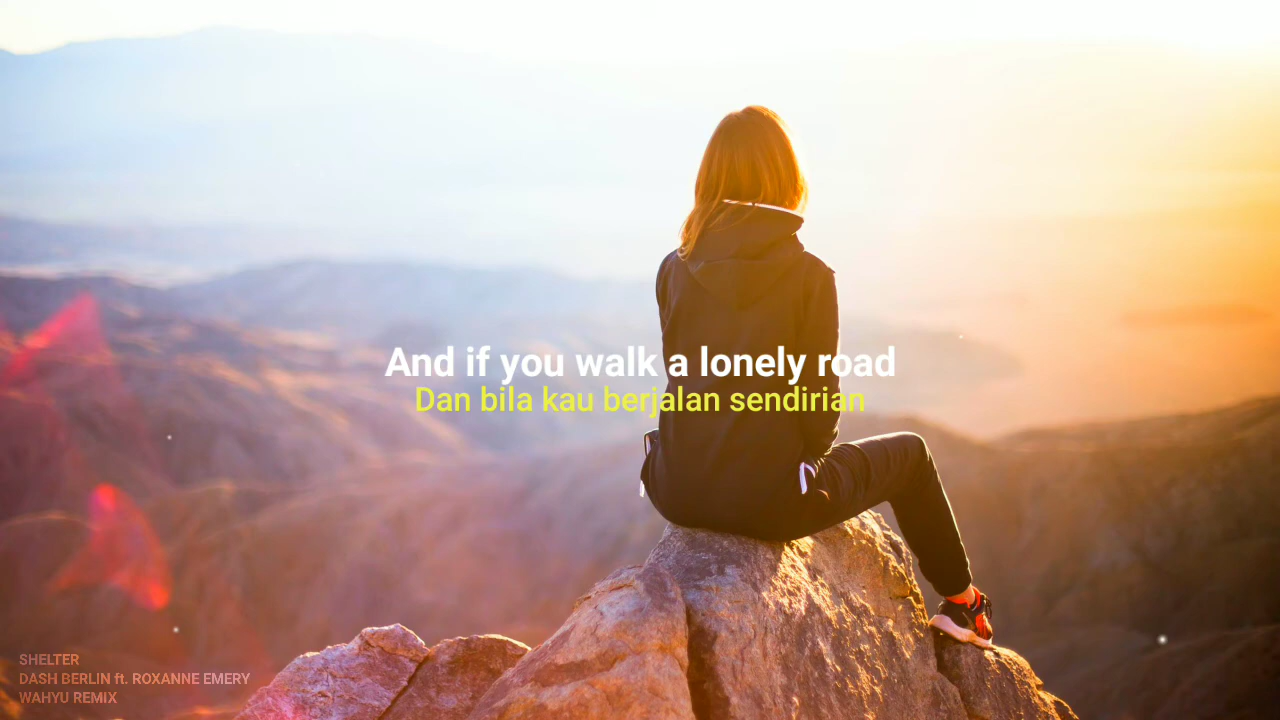 And if you walk a lonely road
Dan bila kau berjalan sendirian
SHELTER
DASH BERLIN ft. ROXANNE EMERY
WAHYU REMIX